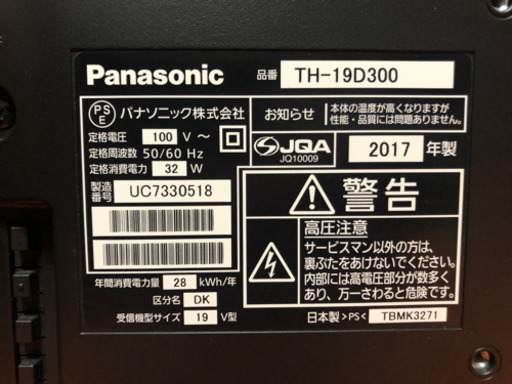 Panasonic 品番 TH-19D300
PS E パナソニック株式会社
お知らせ 本体の温度が高くなりますが
性能・品質には問題ありません。
定格電圧 100 V ~
定格周波数 50/60 Hz
定格消費電力 32 W
SJQA
JQ10009
2017 年製
製造番号 UC7330518
警告
高圧注意
サービスマン以外の方は、
裏ぶたをあけないでください。
内部には高電圧部分が数多く
あり、万一さわると危険です。
年間消費電力量 28 kWh/年
区分名 DK
受信機型サイズ 19 V型
日本製 >PS< TBMK3271